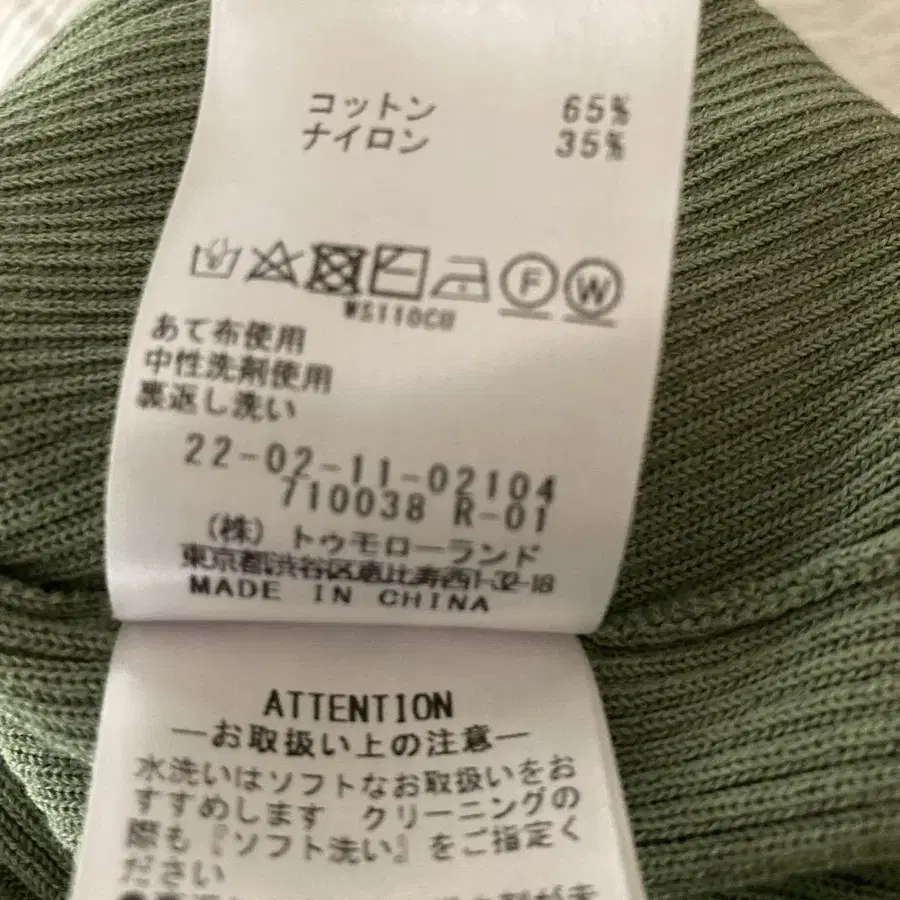 コットン 65%
ナイロン 35%
F W
WS110CU
あて布使用
中性洗剤使用
裏返し洗い
22-02-11-02104
710038 R-01
(株)トゥモローランド
東京都渋谷区恵比寿西1-32-18
MADE IN CHINA
ATTENTION
―お取扱い上の注意―
水洗いはソフトなお取扱いをお
すすめします クリーニングの
際も『ソフト洗い』をご指定く
ださい